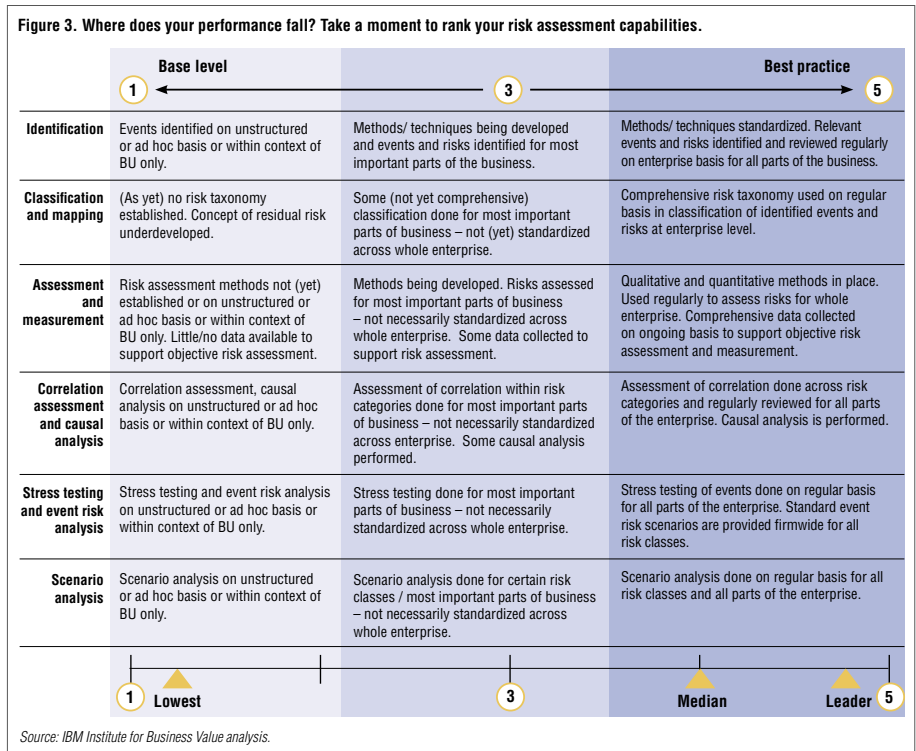 Figure 3. Where does your performance fall? Take a moment to rank your risk assessment capabilities.
Base level
Best practice
1
3
5
Identification
Events identified on unstructured
or ad hoc basis or within context of
BU only.
Methods/ techniques being developed
and events and risks identified for most
important parts of the business.
Methods/ techniques standardized. Relevant
events and risks identified and reviewed regularly
on enterprise basis for all parts of the business.
Classification
and mapping
(As yet) no risk taxonomy
established. Concept of residual risk
underdeveloped.
Some (not yet comprehensive)
classification done for most important
parts of business – not (yet) standardized
across whole enterprise.
Comprehensive risk taxonomy used on regular
basis in classification of identified events and
risks at enterprise level.
Assessment
and
measurement
Risk assessment methods not (yet)
established or on unstructured or
ad hoc basis or within context of
BU only. Little/no data available to
support objective risk assessment.
Methods being developed. Risks assessed
for most important parts of business
– not necessarily standardized across
whole enterprise. Some data collected to
support risk assessment.
Qualitative and quantitative methods in place.
Used regularly to assess risks for whole
enterprise. Comprehensive data collected
on ongoing basis to support objective risk
assessment and measurement.
Correlation
assessment
and causal
analysis
Correlation assessment, causal
analysis on unstructured or ad hoc
basis or within context of BU only.
Assessment of correlation within risk
categories done for most important parts
of business – not necessarily standardized
across enterprise. Some causal analysis
performed.
Assessment of correlation done across risk
categories and regularly reviewed for all parts
of the enterprise. Causal analysis is performed.
Stress testing
and event risk
analysis
Stress testing and event risk analysis
on unstructured or ad hoc basis or
within context of BU only.
Stress testing done for most important
parts of business – not necessarily
standardized across whole enterprise.
Stress testing of events done on regular basis
for all parts of the enterprise. Standard event
risk scenarios are provided firmwide for all
risk classes.
Scenario
analysis
Scenario analysis on unstructured
or ad hoc basis or within context of
BU only.
Scenario analysis done for certain risk
classes / most important parts of business
– not necessarily standardized across
whole enterprise.
Scenario analysis done on regular basis for all
risk classes and all parts of the enterprise.
1
Lowest
3
Median
Leader
5
Source: IBM Institute for Business Value analysis.